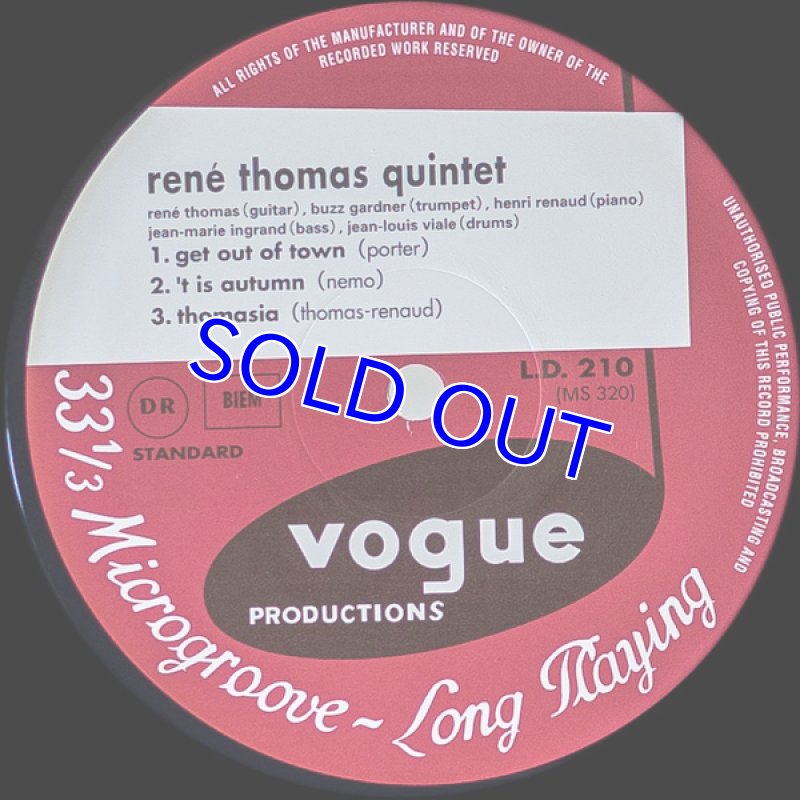 ALL RIGHTS OF THE MANUFACTURER AND OF THE OWNER OF THE
RECORDED WORK RESERVED
rené thomas quintet
rené thomas (guitar), buzz gardner (trumpet), henri renaud (piano)
jean-marie ingrand (bass), jean-louis viale (drums)
1. get out of town (porter)
2. 't is autumn (nemo)
3. thomasia (thomas-renaud)
SOLD OUT
L.D. 210
(MS 320)
DR
BIEM
STANDARD
vogue
PRODUCTIONS
33 1/3 Microgroove ~ Long Playing
UNAUTHORISED PUBLIC PERFORMANCE, BROADCASTING AND
COPYING OF THIS RECORD PROHIBITED